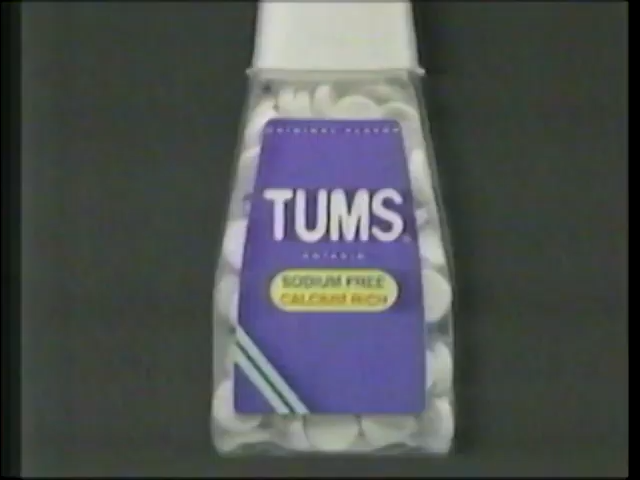 ORIGINAL FLAVOR
TUMS
ANTACID
SODIUM FREE
CALCIUM RICH